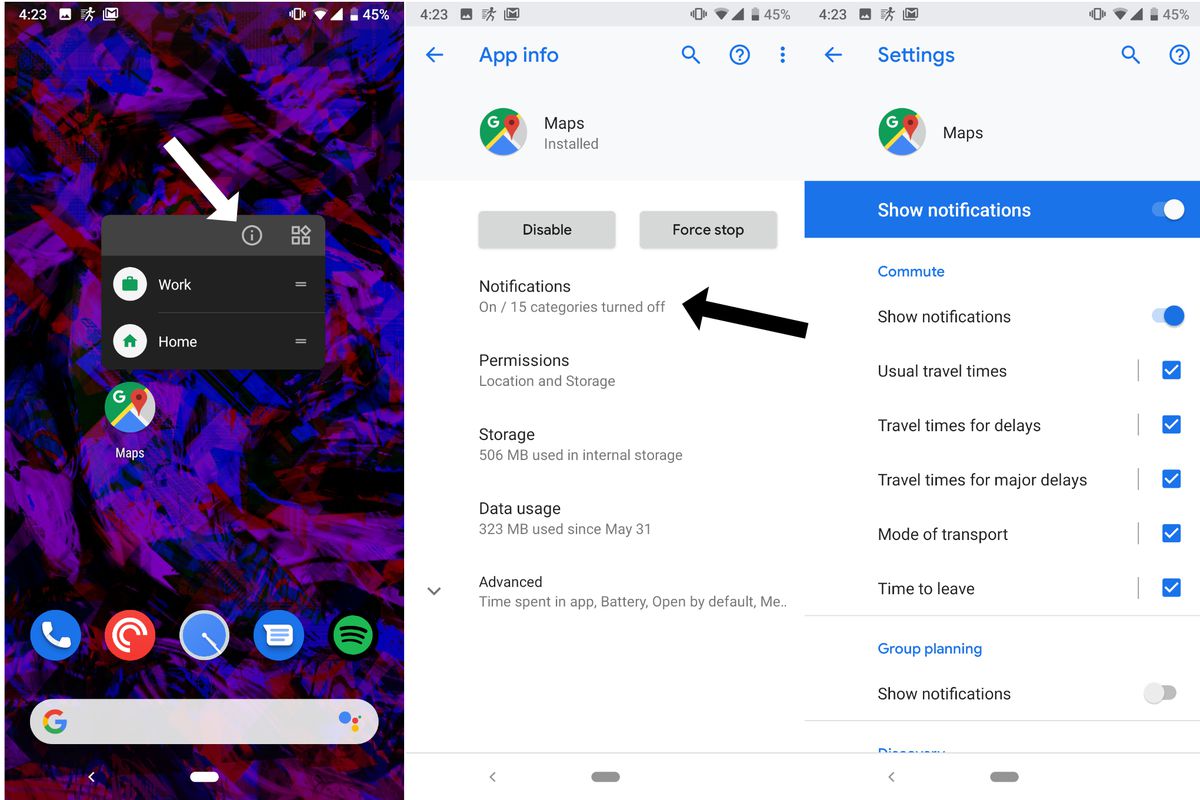 4:23
45%
Work
Home
Maps
4:23
45%
App info
Maps
Installed
Disable
Force stop
Notifications
On / 15 categories turned off
Permissions
Location and Storage
Storage
506 MB used in internal storage
Data usage
323 MB used since May 31
Advanced
Time spent in app, Battery, Open by default, Me..
4:23
45%
Settings
Maps
Show notifications
Commute
Show notifications
Usual travel times
Travel times for delays
Travel times for major delays
Mode of transport
Time to leave
Group planning
Show notifications
Discovery